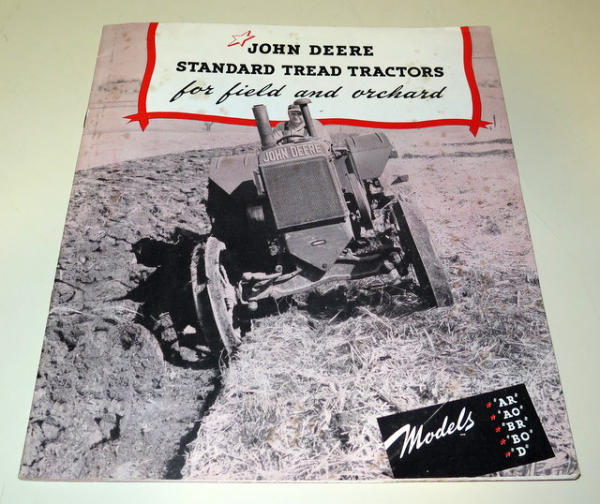 JOHN DEERE
STANDARD TREAD TRACTORS
for field and orchard
JOHN DEERE
Models
"AR"
"AO"
"BR"
"BO"
"D"